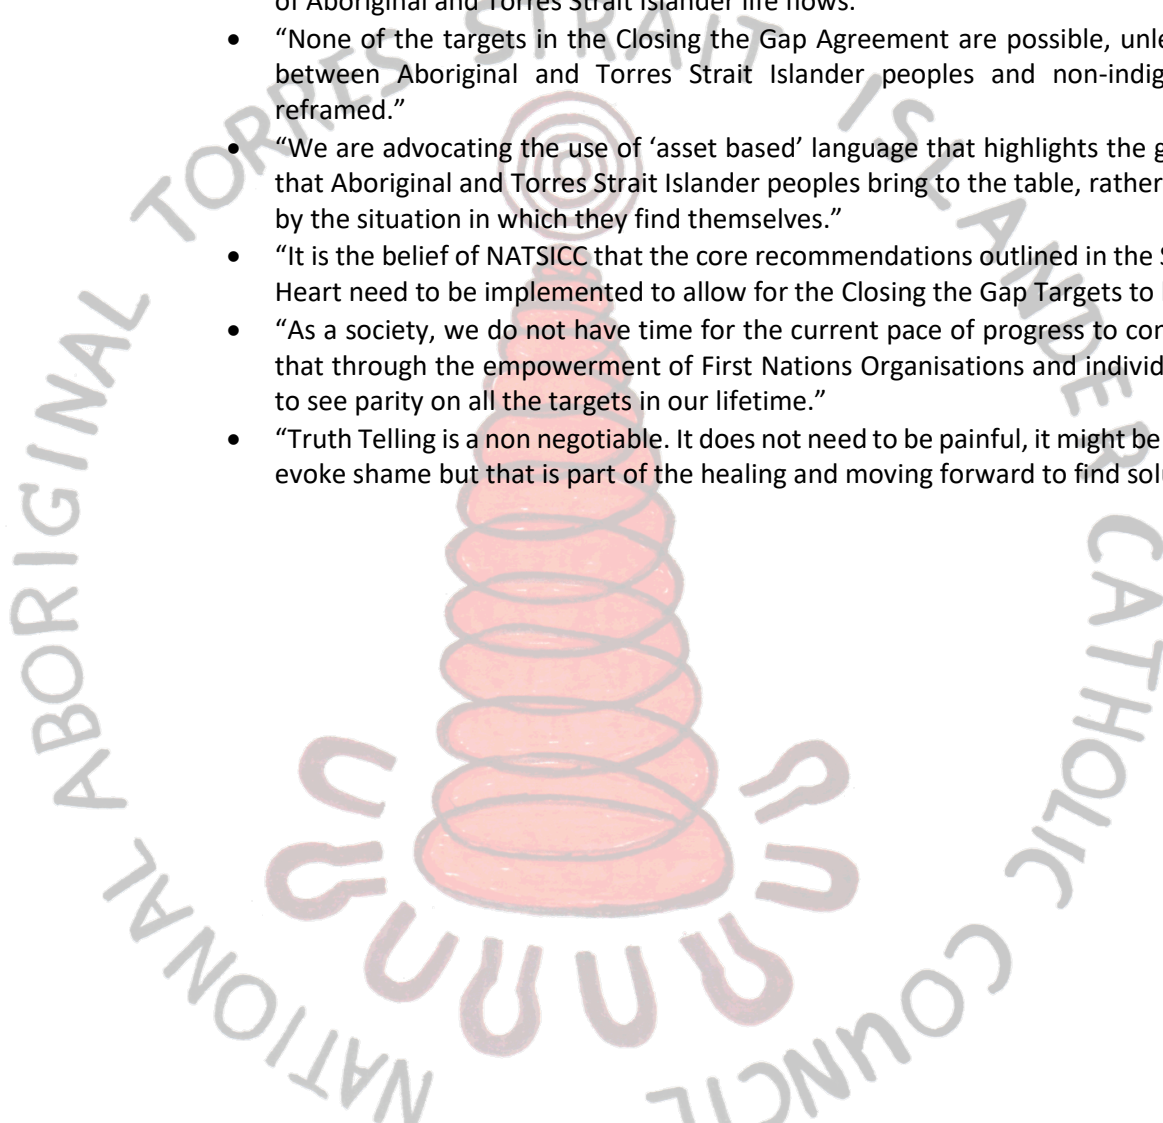 of Aboriginal and Torres Strait Islander life flows.
• “None of the targets in the Closing the Gap Agreement are possible, unle
between Aboriginal and Torres Strait Islander peoples and non-indig
reframed.”
• “We are advocating the use of ‘asset based’ language that highlights the g
that Aboriginal and Torres Strait Islander peoples bring to the table, rather
by the situation in which they find themselves.”
• “It is the belief of NATSICC that the core recommendations outlined in the S
Heart need to be implemented to allow for the Closing the Gap Targets to
• “As a society, we do not have time for the current pace of progress to con
that through the empowerment of First Nations Organisations and individ
to see parity on all the targets in our lifetime.”
• “Truth Telling is a non negotiable. It does not need to be painful, it might be
evoke shame but that is part of the healing and moving forward to find solu
NATIONAL ABORIGINAL TORRES STRAIT ISLANDER CATHOLIC COUNCIL